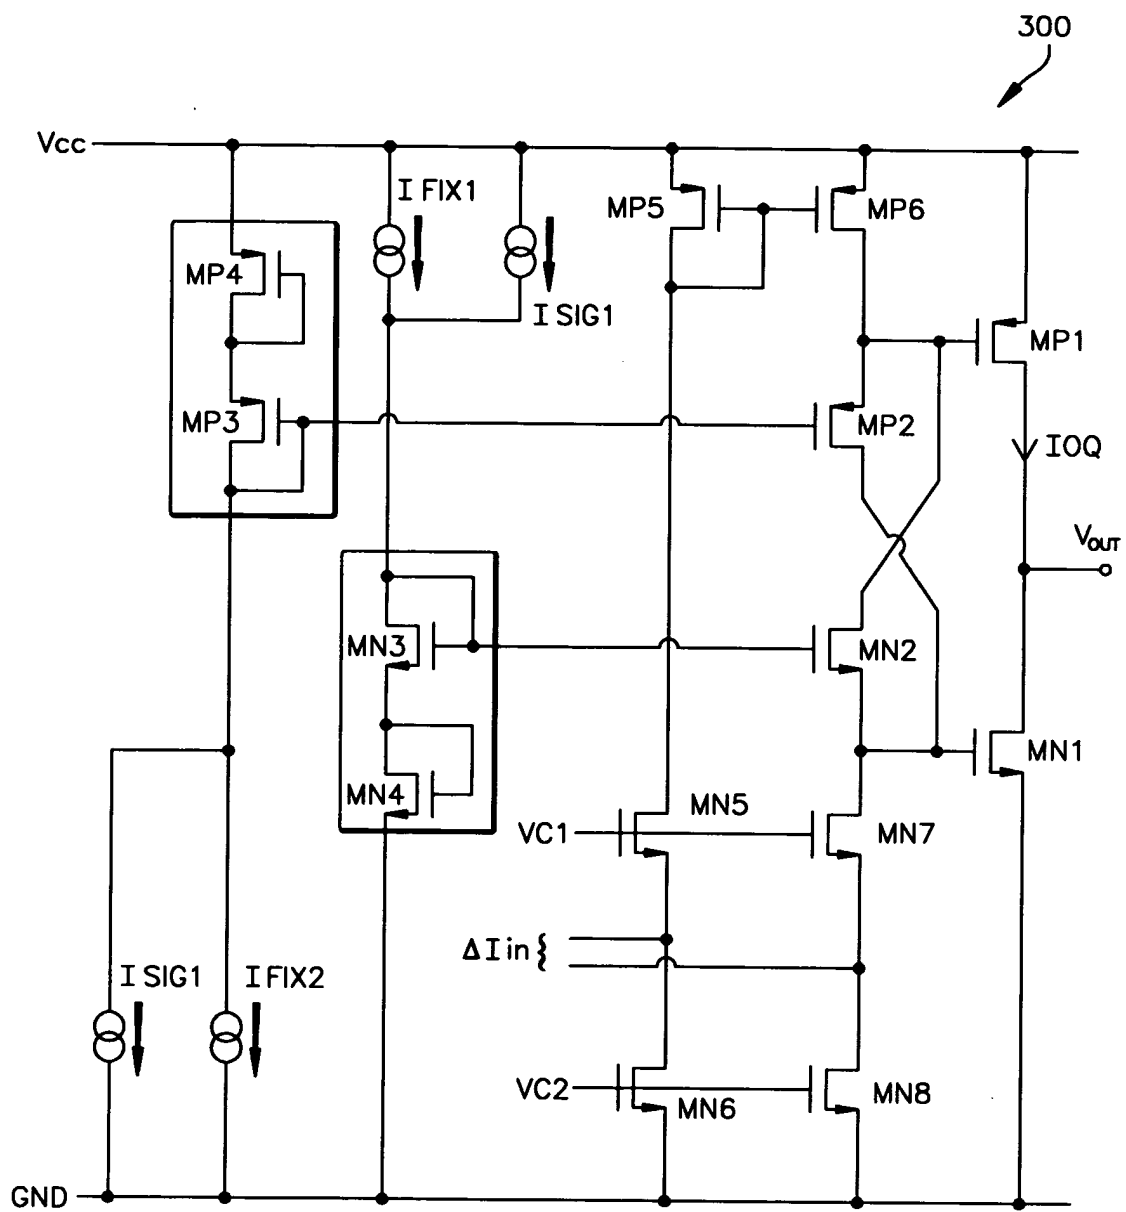 300
Vcc
I FIX1
MP5
MP6
MP4
I SIG1
MP1
MP3
MP2
IOQ
VOUT
MN3
MN2
MN1
MN4
MN5
VC1
MN7
ΔIin {
I SIG1
I FIX2
VC2
MN6
MN8
GND